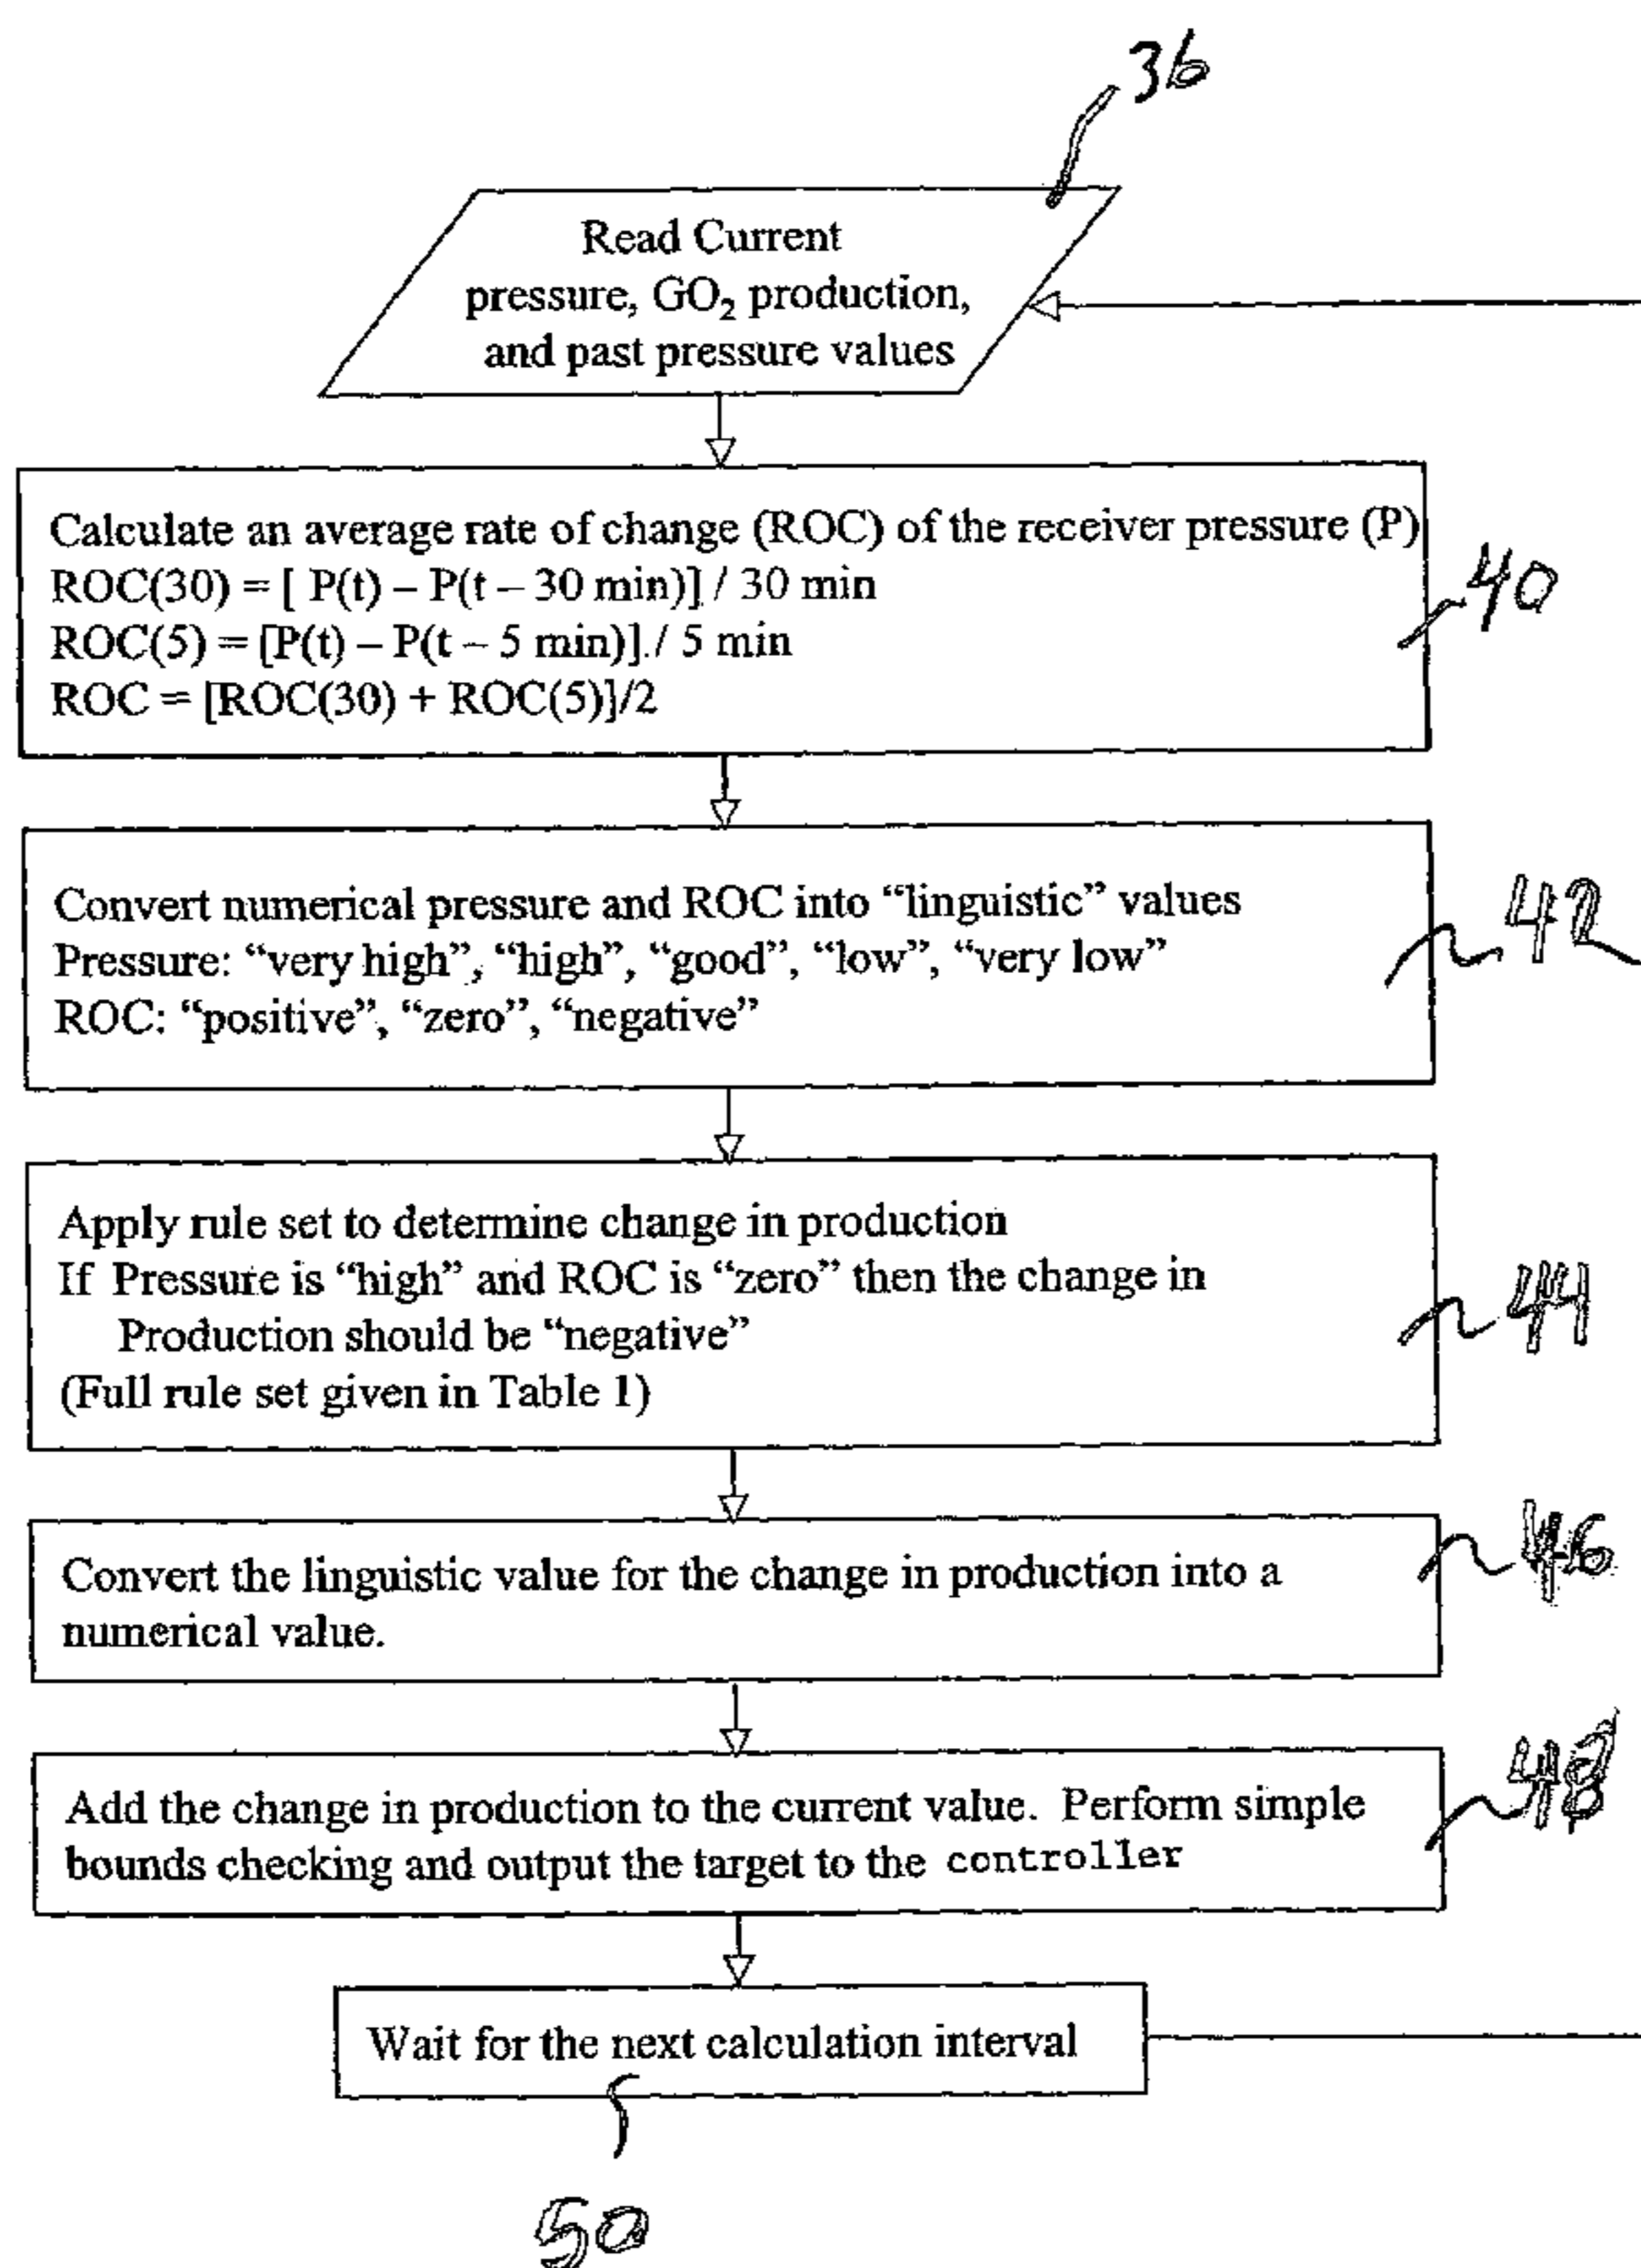 36
Read Current
pressure, GO₂ production,
and past pressure values
Calculate an average rate of change (ROC) of the receiver pressure (P)
ROC(30) = [ P(t) – P(t – 30 min)] / 30 min
ROC(5) = [P(t) – P(t – 5 min)] / 5 min
ROC = [ROC(30) + ROC(5)]/2
40
Convert numerical pressure and ROC into “linguistic” values
Pressure: “very high”, “high”, “good”, “low”, “very low”
ROC: “positive”, “zero”, “negative”
42
Apply rule set to determine change in production
If Pressure is “high” and ROC is “zero” then the change in
Production should be “negative”
(Full rule set given in Table 1)
44
Convert the linguistic value for the change in production into a
numerical value.
46
Add the change in production to the current value. Perform simple
bounds checking and output the target to the controller
48
Wait for the next calculation interval
50